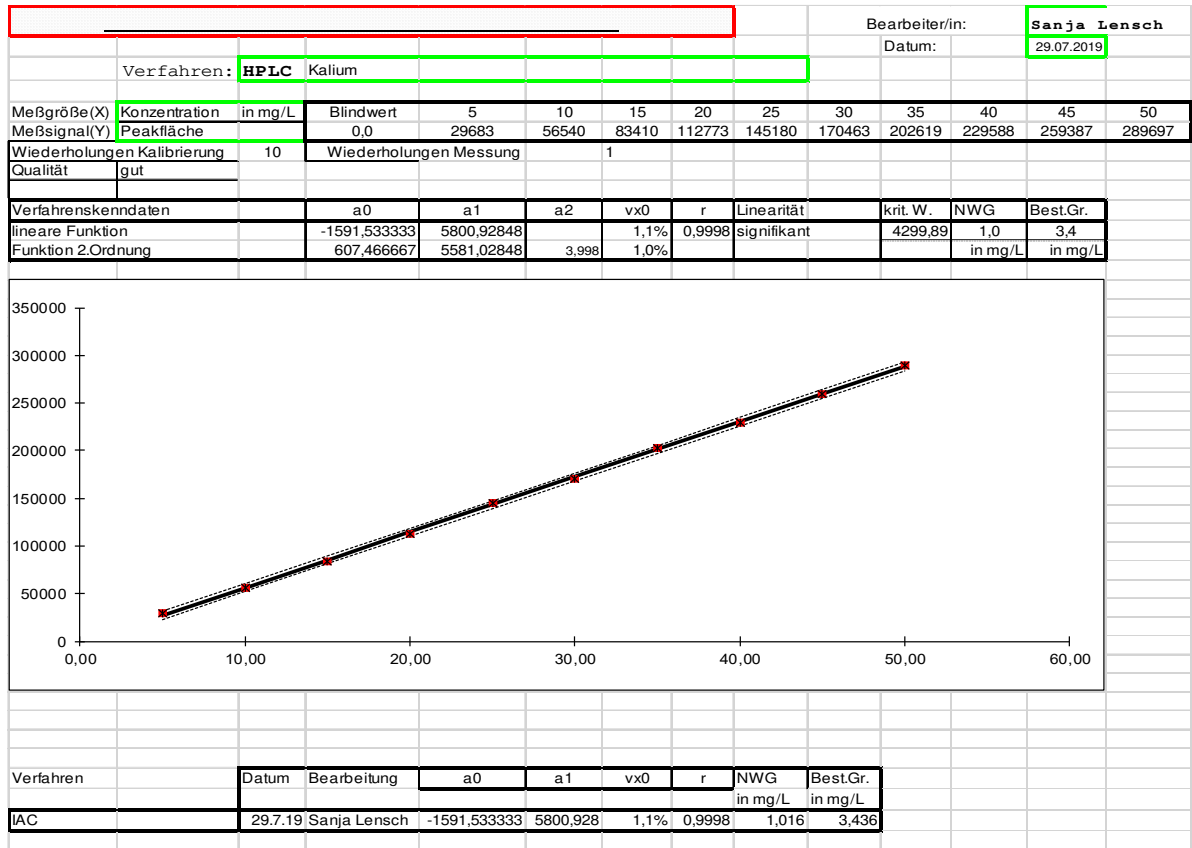 Bearbeiter/in: Sanja Lensch
Datum: 29.07.2019
Verfahren: HPLC Kalium
Meßgröße(X) Konzentration in mg/L Blindwert 5 10 15 20 25 30 35 40 45 50
Meßsignal(Y) Peakfläche 0,0 29683 56540 83410 112773 145180 170463 202619 229588 259387 289697
Wiederholungen Kalibrierung 10 Wiederholungen Messung 1
Qualität gut
Verfahrenskenndaten a0 a1 a2 vx0 r Linearität krit. W. NWG Best.Gr.
lineare Funktion -1591,533333 5800,92848 1,1% 0,9998 signifikant 4299,89 1,0 3,4
Funktion 2.Ordnung 607,466667 5581,02848 3,998 1,0% in mg/L in mg/L
350000
300000
250000
200000
150000
100000
50000
0
0,00 10,00 20,00 30,00 40,00 50,00 60,00
Verfahren Datum Bearbeitung a0 a1 vx0 r NWG Best.Gr.
in mg/L in mg/L
IAC 29.7.19 Sanja Lensch -1591,533333 5800,928 1,1% 0,9998 1,016 3,436